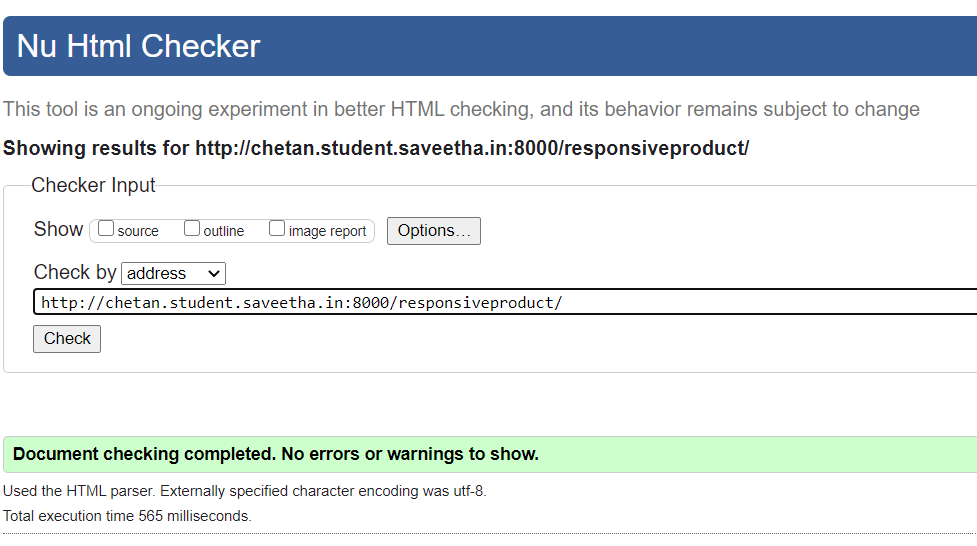 Nu Html Checker
This tool is an ongoing experiment in better HTML checking, and its behavior remains subject to change
Showing results for http://chetan.student.saveetha.in:8000/responsiveproduct/
Checker Input
Show source outline image report Options...
Check by address
http://chetan.student.saveetha.in:8000/responsiveproduct/
Check
Document checking completed. No errors or warnings to show.
Used the HTML parser. Externally specified character encoding was utf-8.
Total execution time 565 milliseconds.